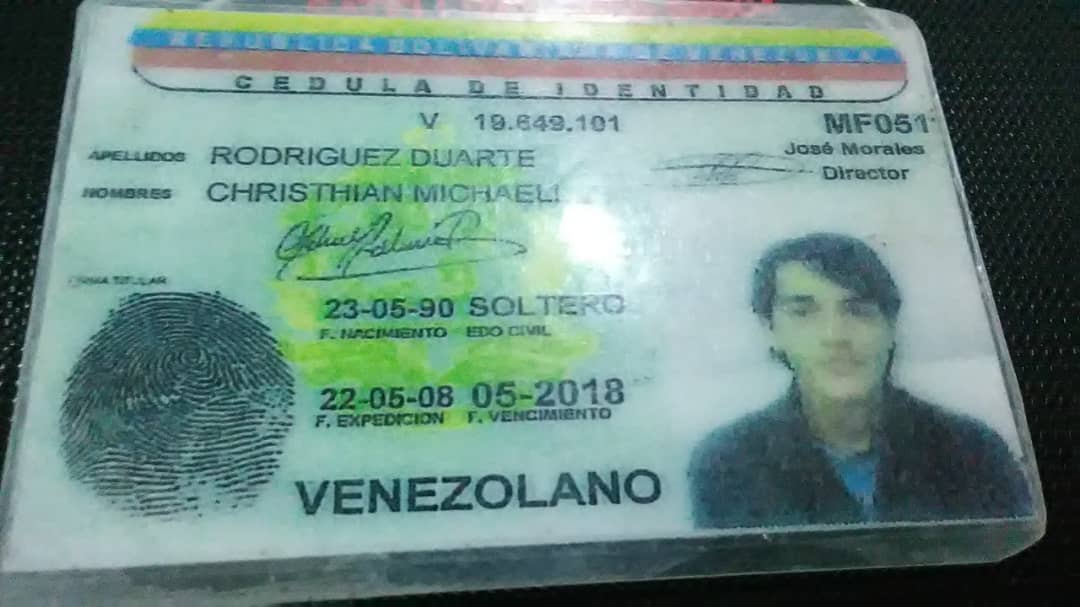 REPUBLICA BOLIVARIANA DE VENEZUELA
CEDULA DE IDENTIDAD
V 19.649.101
MF051
José Morales
Director
APELLIDOS RODRIGUEZ DUARTE
NOMBRES CHRISTHIAN MICHAELL
FIRMA TITULAR
23-05-90 SOLTERO
F. NACIMIENTO EDO CIVIL
22-05-08 05-2018
F. EXPEDICION F. VENCIMIENTO
VENEZOLANO